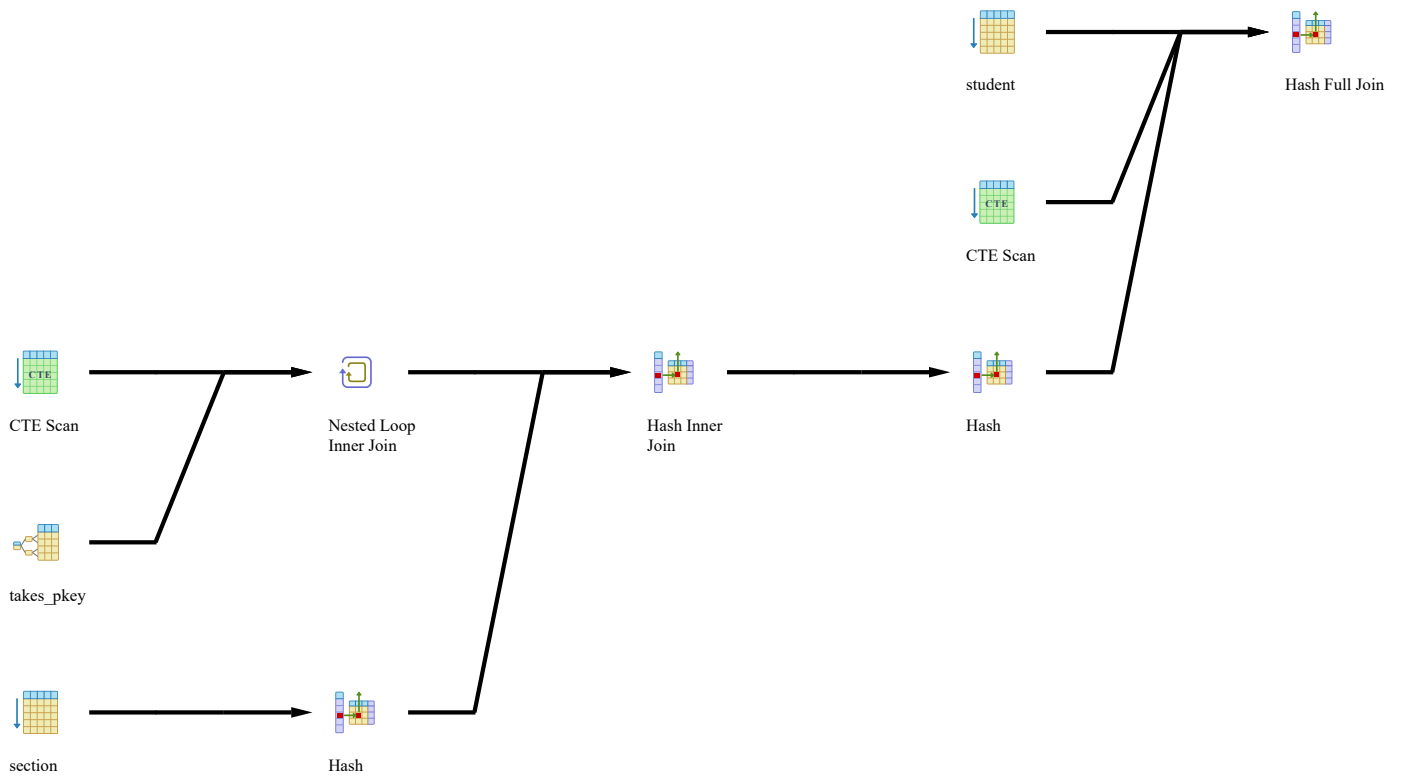 student
Hash Full Join
CTE
CTE Scan
CTE
CTE Scan
Nested Loop
Inner Join
Hash Inner
Join
Hash
takes_pkey
section
Hash